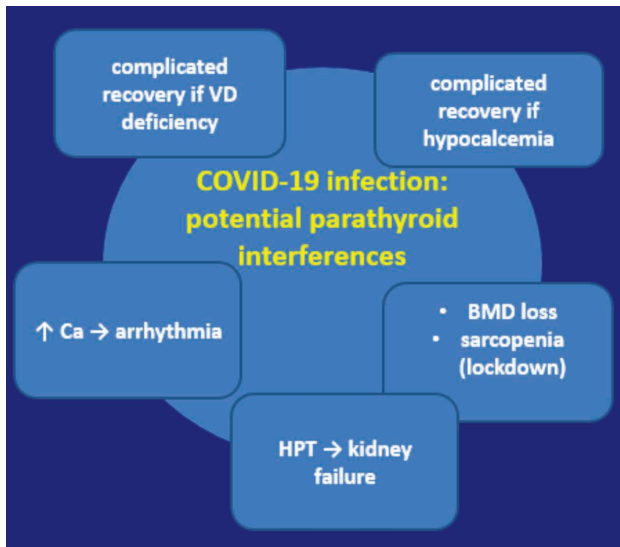 complicated
recovery if VD
deficiency
complicated
recovery if
hypocalcemia
COVID-19 infection:
potential parathyroid
interferences
↑ Ca → arrhythmia
• BMD loss
• sarcopenia
(lockdown)
HPT → kidney
failure